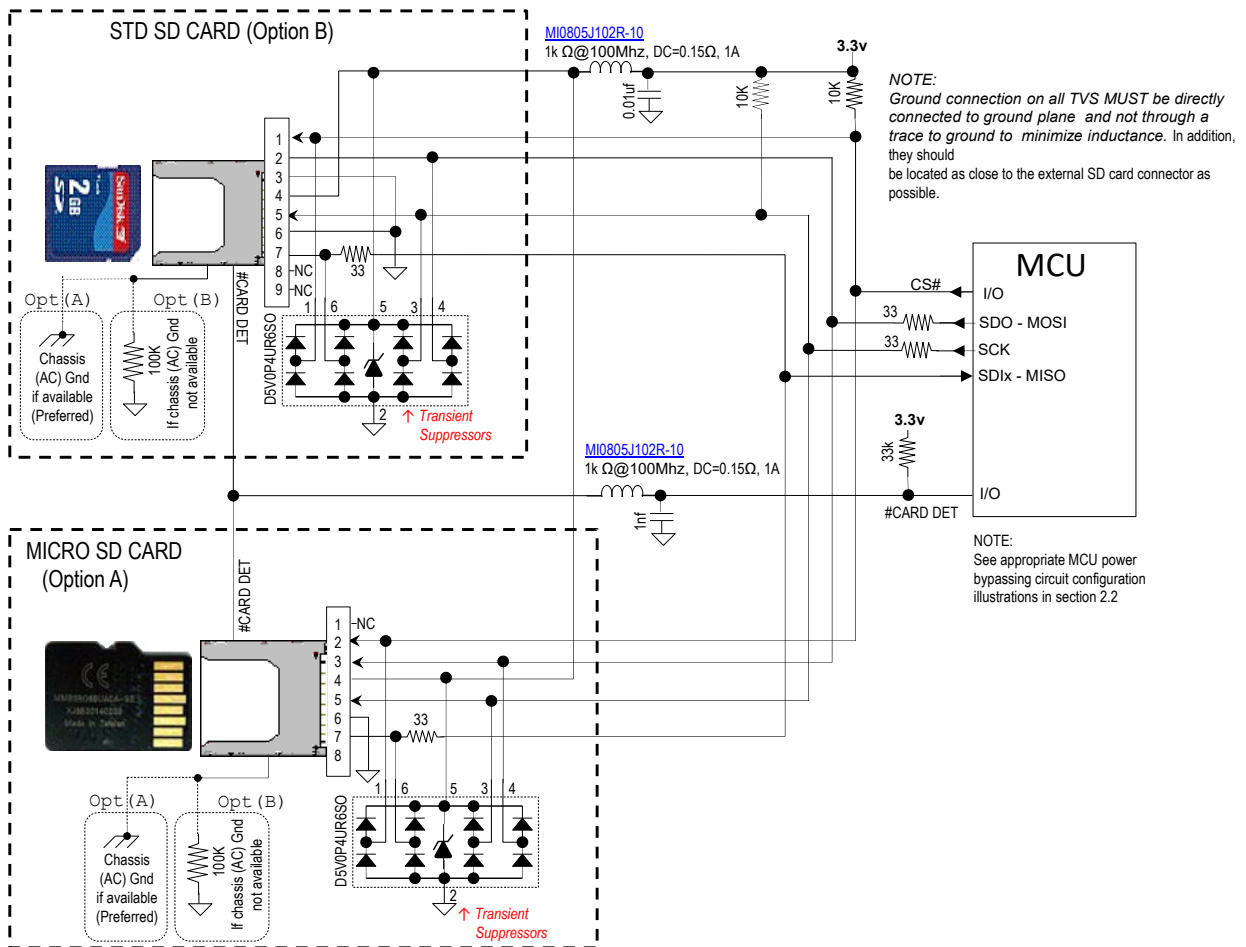 STD SD CARD (Option B)
MI0805J102R-10
1k Ω@100Mhz, DC=0.15Ω, 1A
0.01uf
10K
3.3v
10K
NOTE:
Ground connection on all TVS MUST be directly
connected to ground plane and not through a
trace to ground to minimize inductance. In addition,
they should
be located as close to the external SD card connector as
possible.
SanDisk
2 GB
1
2
3
4
5
6
7
8
9
NC
NC
33
#CARD DET
Opt(A)
Chassis
(AC) Gnd
if available
(Preferred)
Opt(B)
100K
If chassis (AC) Gnd
not available
D5V0P4UR6SO
1
6
5
3
4
2
↑ Transient
Suppressors
MCU
CS#
I/O
33
SDO - MOSI
33
SCK
SDIx - MISO
3.3v
33k
I/O
#CARD DET
NOTE:
See appropriate MCU power
bypassing circuit configuration
illustrations in section 2.2
MI0805J102R-10
1k Ω@100Mhz, DC=0.15Ω, 1A
1nf
MICRO SD CARD
(Option A)
#CARD DET
1
2
3
4
5
6
7
8
NC
33
Made in Taiwan
Opt(A)
Chassis
(AC) Gnd
if available
(Preferred)
Opt(B)
100K
If chassis (AC) Gnd
not available
D5V0P4UR6SO
1
6
5
3
4
2
↑ Transient
Suppressors